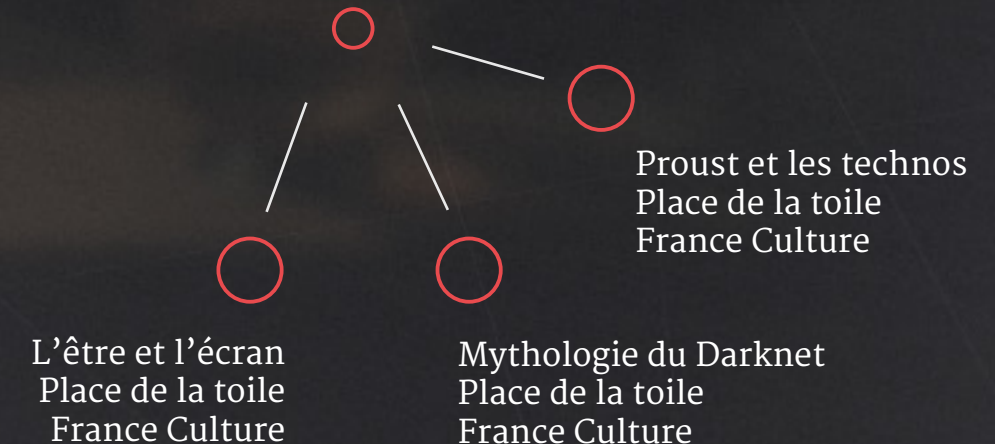 Proust et les technos
Place de la toile
France Culture
L’être et l’écran
Place de la toile
France Culture
Mythologie du Darknet
Place de la toile
France Culture